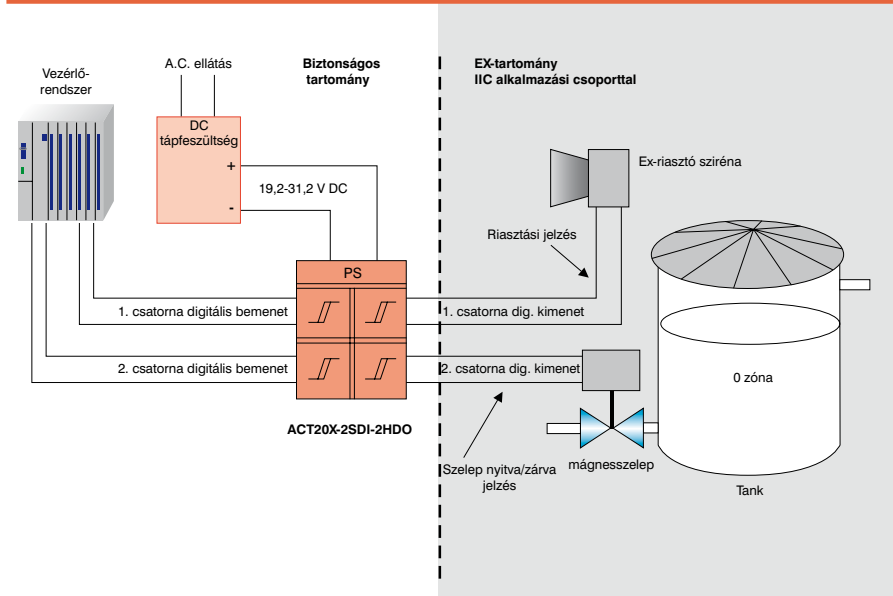 Vezérlő-
rendszer
A.C. ellátás
Biztonságos
tartomány
EX-tartomány
IIC alkalmazási csoporttal
DC
tápfeszültség
+
-
19,2-31,2 V DC
Ex-riasztó sziréna
Riasztási jelzés
PS
1. csatorna digitális bemenet
1. csatorna dig. kimenet
2. csatorna digitális bemenet
2. csatorna dig. kimenet
0 zóna
ACT20X-2SDI-2HDO
Szelep nyitva/zárva
jelzés
mágnesszelep
Tank